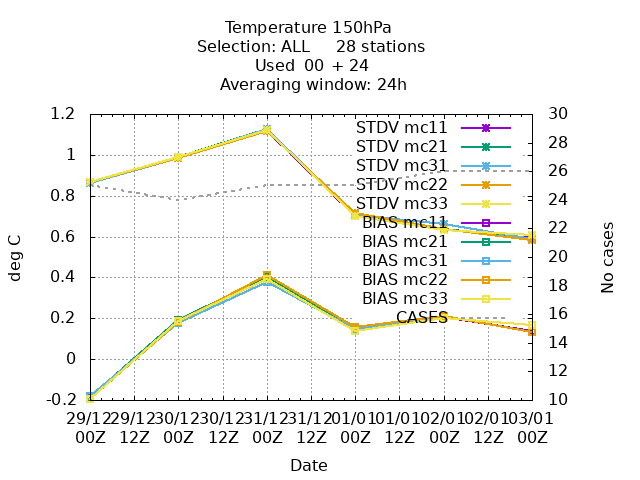 Temperature 150hPa
Selection: ALL 28 stations
Used 00 + 24
Averaging window: 24h
1.2
1
0.8
0.6
0.4
0.2
0
-0.2
deg C
30
28
26
24
22
20
18
16
14
12
10
No cases
STDV mc11
STDV mc21
STDV mc31
STDV mc22
STDV mc33
BIAS mc11
BIAS mc21
BIAS mc31
BIAS mc22
BIAS mc33
CASES
29/12 29/12 30/12 30/12 31/12 31/12 01/01 01/01 02/01 02/01 03/01
00Z 12Z 00Z 12Z 00Z 12Z 00Z 12Z 00Z 12Z 00Z
Date